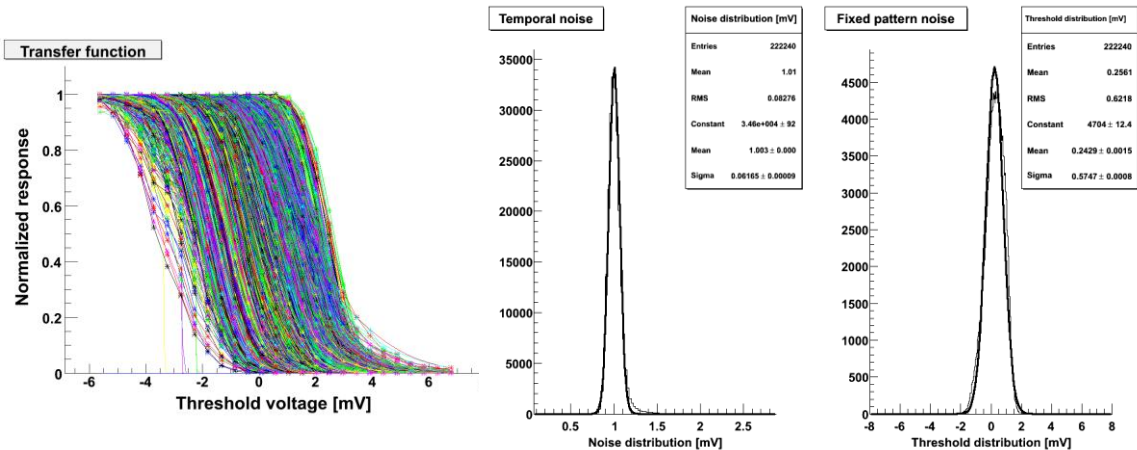 Transfer function
Normalized response
1
0.8
0.6
0.4
0.2
0
-6 -4 -2 0 2 4 6
Threshold voltage [mV]
Temporal noise
Noise distribution [mV]
Entries 222240
Mean 1.01
RMS 0.08276
Constant 3.46e+004 ± 92
Mean 1.003 ± 0.000
Sigma 0.06165 ± 0.00009
35000
30000
25000
20000
15000
10000
5000
0
0.5 1 1.5 2 2.5
Noise distribution [mV]
Fixed pattern noise
Threshold distribution [mV]
Entries 222240
Mean 0.2561
RMS 0.6218
Constant 4704 ± 12.4
Mean 0.2429 ± 0.0015
Sigma 0.5747 ± 0.0008
4500
4000
3500
3000
2500
2000
1500
1000
500
0
-8 -6 -4 -2 0 2 4 6 8
Threshold distribution [mV]